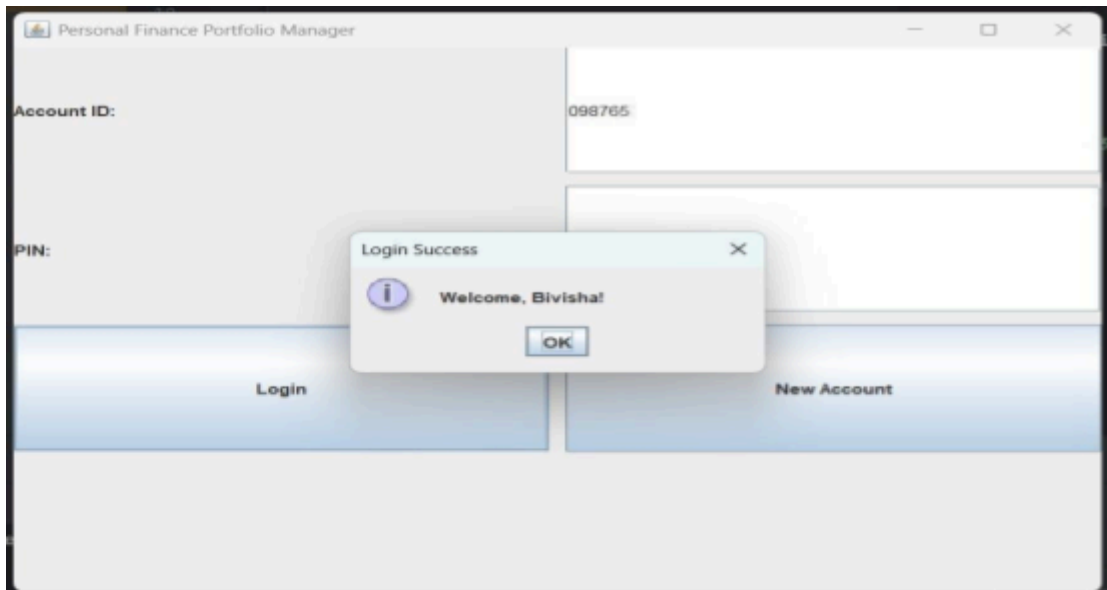 Personal Finance Portfolio Manager
Account ID:
098765
PIN:
Login Success
Welcome, Bivisha!
OK
Login
New Account